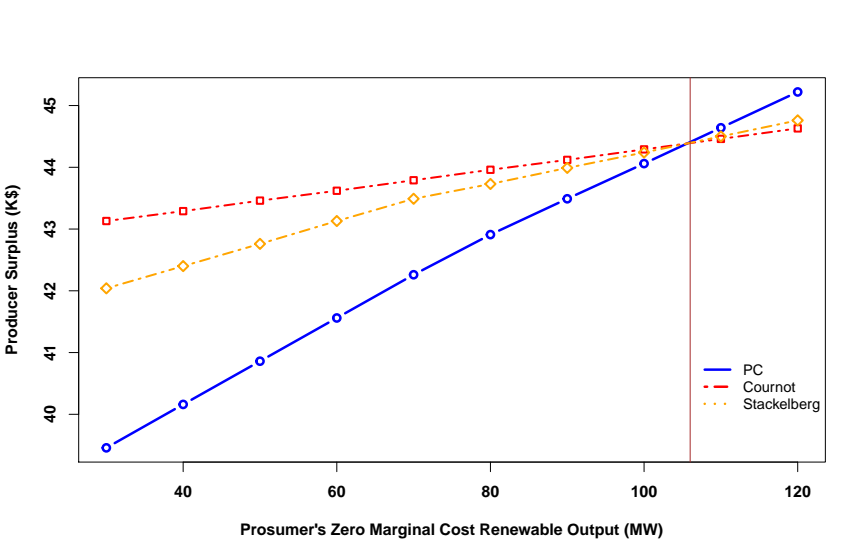 Producer Surplus (K$)
45
44
43
42
41
40
PC
Cournot
Stackelberg
40 60 80 100 120
Prosumer's Zero Marginal Cost Renewable Output (MW)